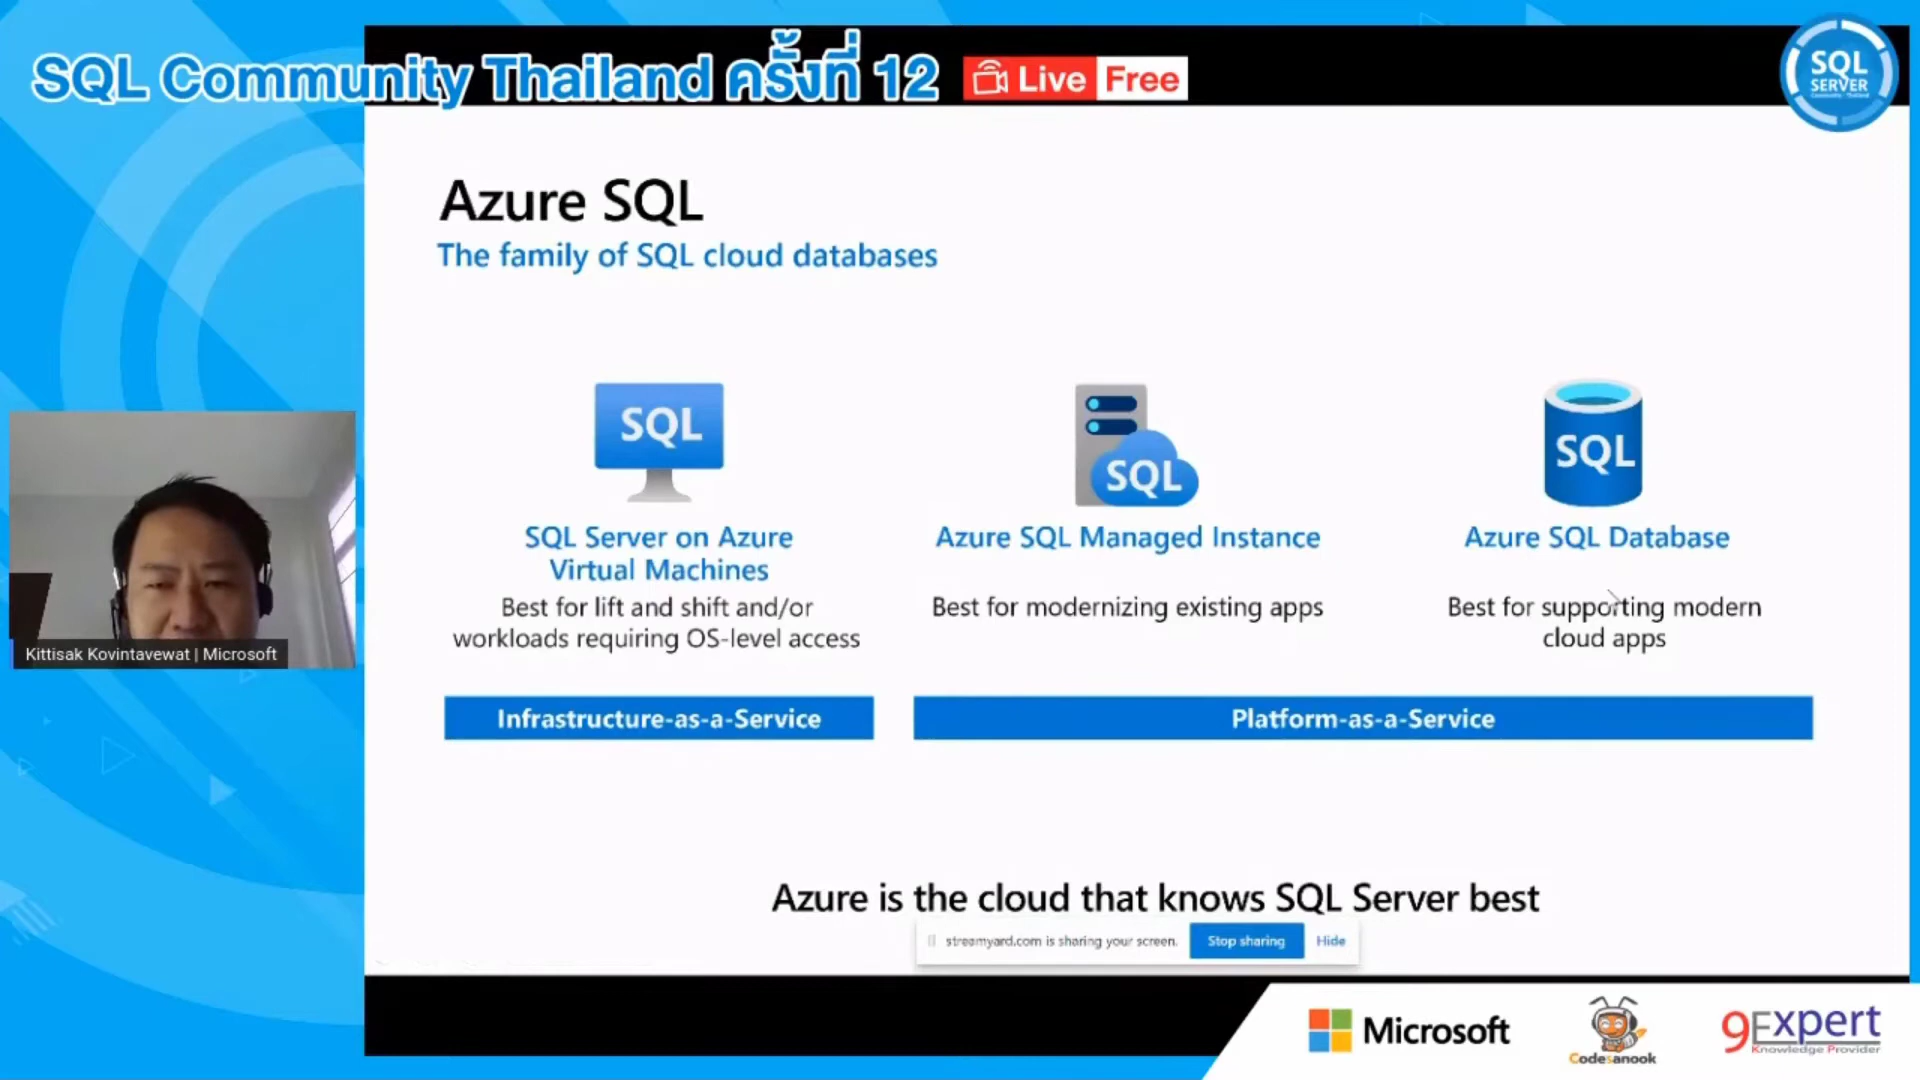 SQL Community Thailand ครั้งที่ 12
Live Free
SQL
SERVER
Azure SQL
The family of SQL cloud databases
SQL
SQL
SQL
SQL Server on Azure
Virtual Machines
Best for lift and shift and/or
workloads requiring OS-level access
Azure SQL Managed Instance
Best for modernizing existing apps
Azure SQL Database
Best for supporting modern
cloud apps
Infrastructure-as-a-Service
Platform-as-a-Service
Kittisak Kovintavewat | Microsoft
Azure is the cloud that knows SQL Server best
streamyard.com is sharing your screen.
Stop sharing
Hide
Microsoft
Codesanook
9Expert
Knowledge Provider